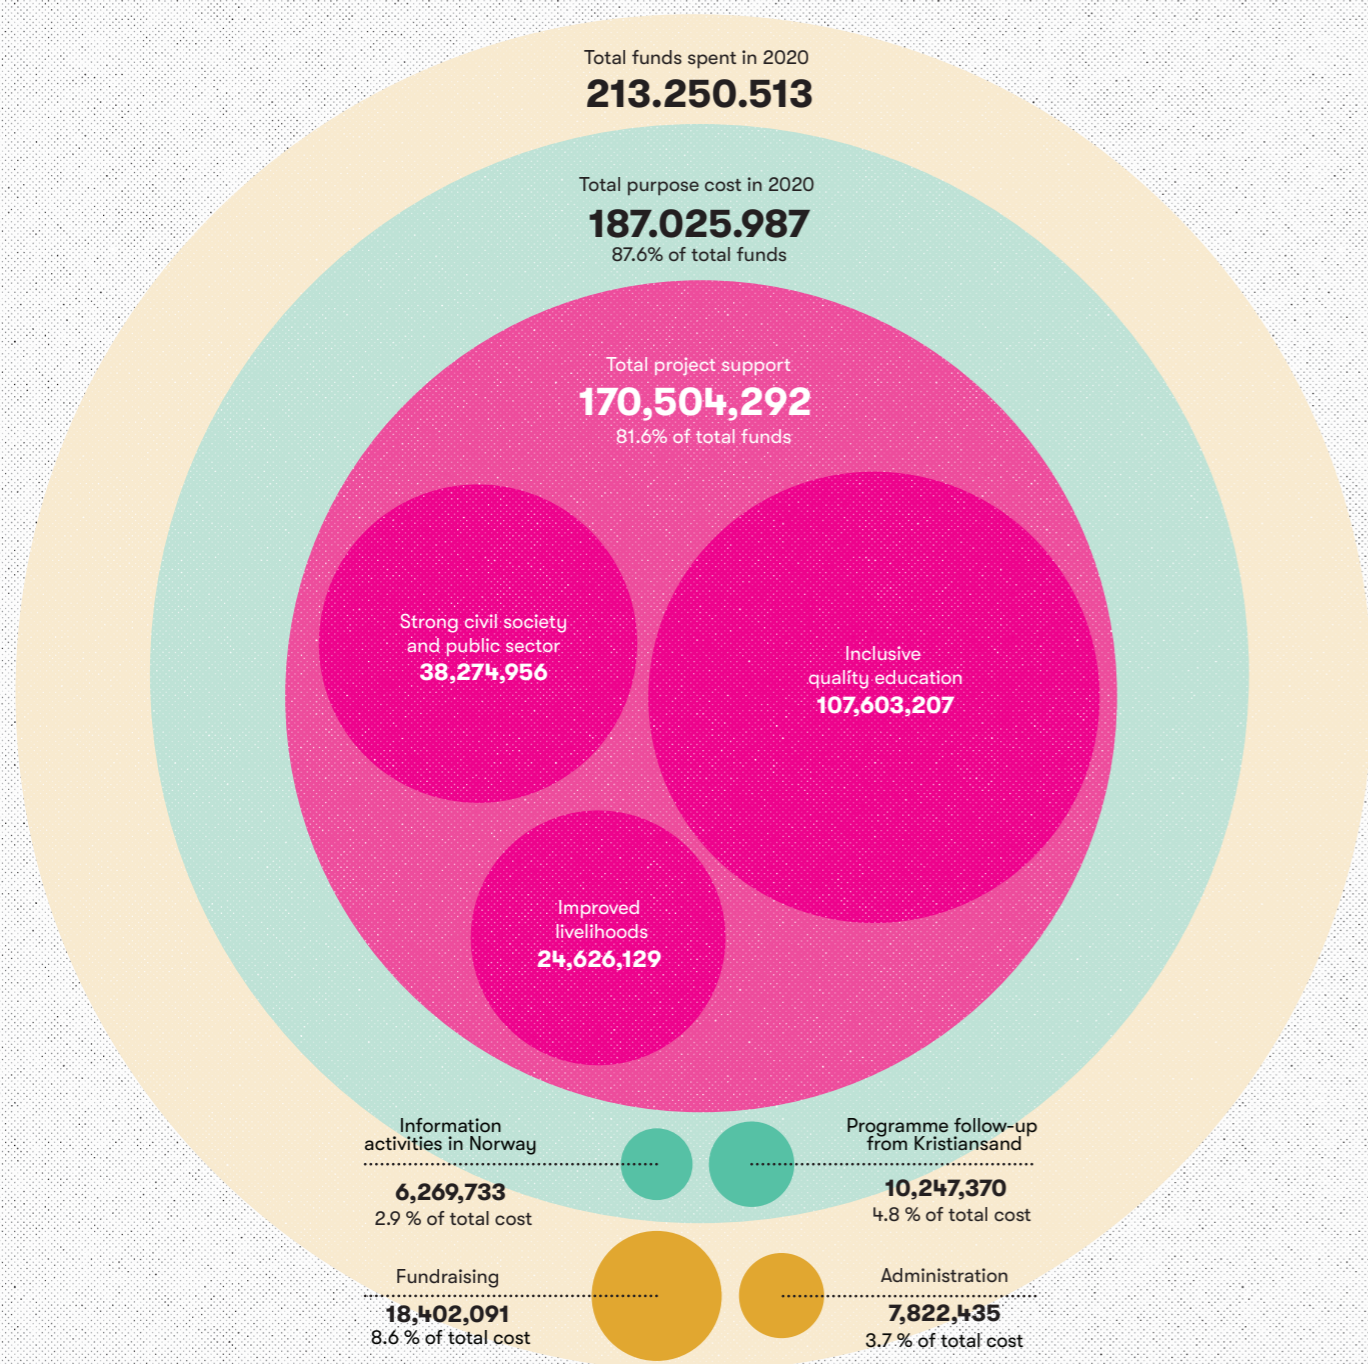 Total funds spent in 2020
213.250.513
Total purpose cost in 2020
187.025.987
87.6% of total funds
Total project support
170,504,292
81.6% of total funds
Strong civil society
and public sector
38,274,956
Inclusive
quality education
107,603,207
Improved
livelihoods
24,626,129
Information
activities in Norway
6,269,733
2.9 % of total cost
Programme follow-up
from Kristiansand
10,247,370
4.8 % of total cost
Fundraising
18,402,091
8.6 % of total cost
Administration
7,822,435
3.7 % of total cost